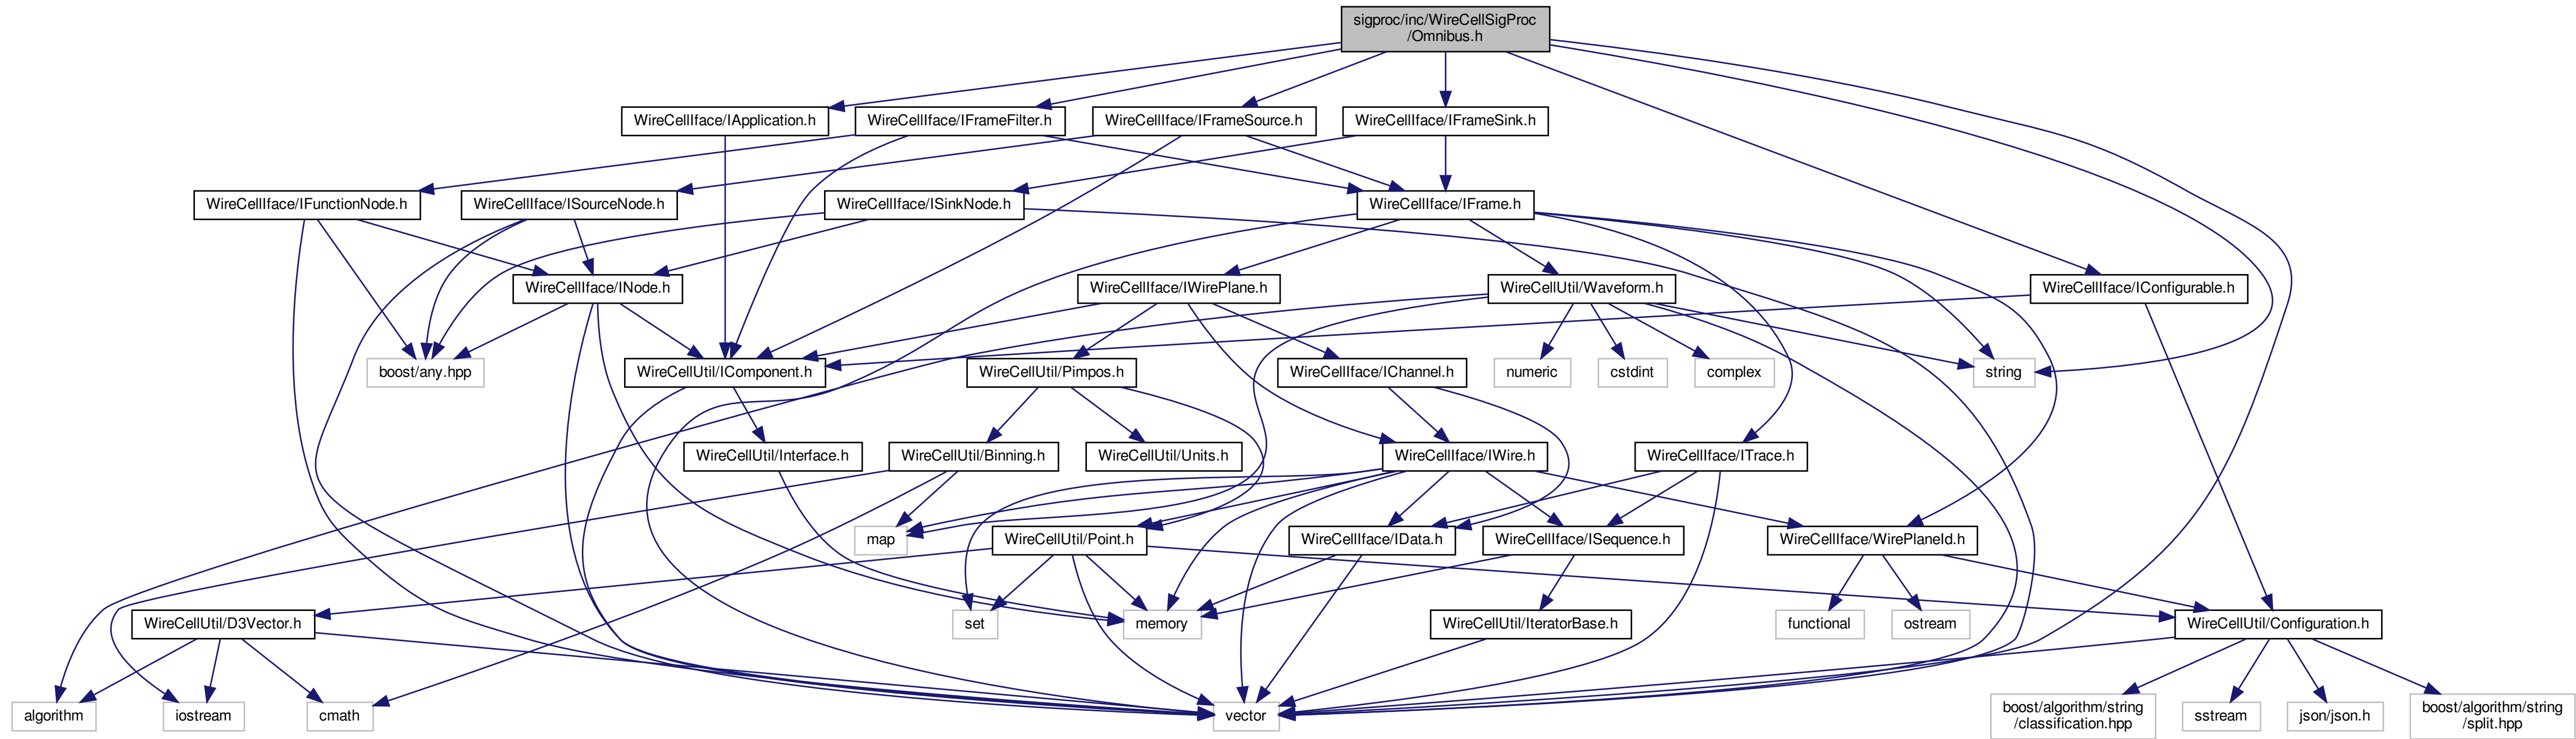 sigproc/inc/WireCellSigProc
/Omnibus.h
WireCellIface/IApplication.h
WireCellIface/IFrameFilter.h
WireCellIface/IFrameSource.h
WireCellIface/IFrameSink.h
WireCellIface/IFunctionNode.h
WireCellIface/ISourceNode.h
WireCellIface/ISinkNode.h
WireCellIface/IFrame.h
WireCellIface/INode.h
WireCellIface/IWirePlane.h
WireCellUtil/Waveform.h
WireCellIface/IConfigurable.h
boost/any.hpp
WireCellUtil/IComponent.h
WireCellUtil/Pimpos.h
WireCellIface/IChannel.h
numeric
cstdint
complex
string
WireCellUtil/Interface.h
WireCellUtil/Binning.h
WireCellUtil/Units.h
WireCellIface/IWire.h
WireCellIface/ITrace.h
map
WireCellUtil/Point.h
WireCellIface/IData.h
WireCellIface/ISequence.h
WireCellIface/WirePlaneId.h
WireCellUtil/D3Vector.h
set
memory
WireCellUtil/IteratorBase.h
functional
ostream
WireCellUtil/Configuration.h
algorithm
iostream
cmath
vector
boost/algorithm/string
/classification.hpp
sstream
json/json.h
boost/algorithm/string
/split.hpp